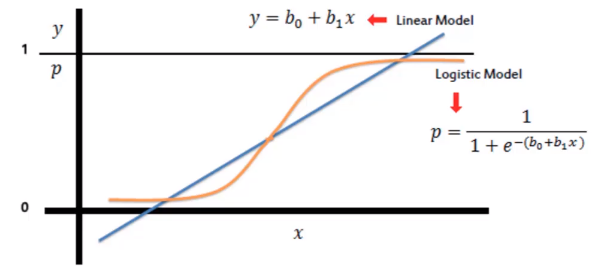 y
y = b₀ + b₁x
Linear Model
1
p
Logistic Model
p = 1 / (1 + e^-(b₀+b₁x))
0
x